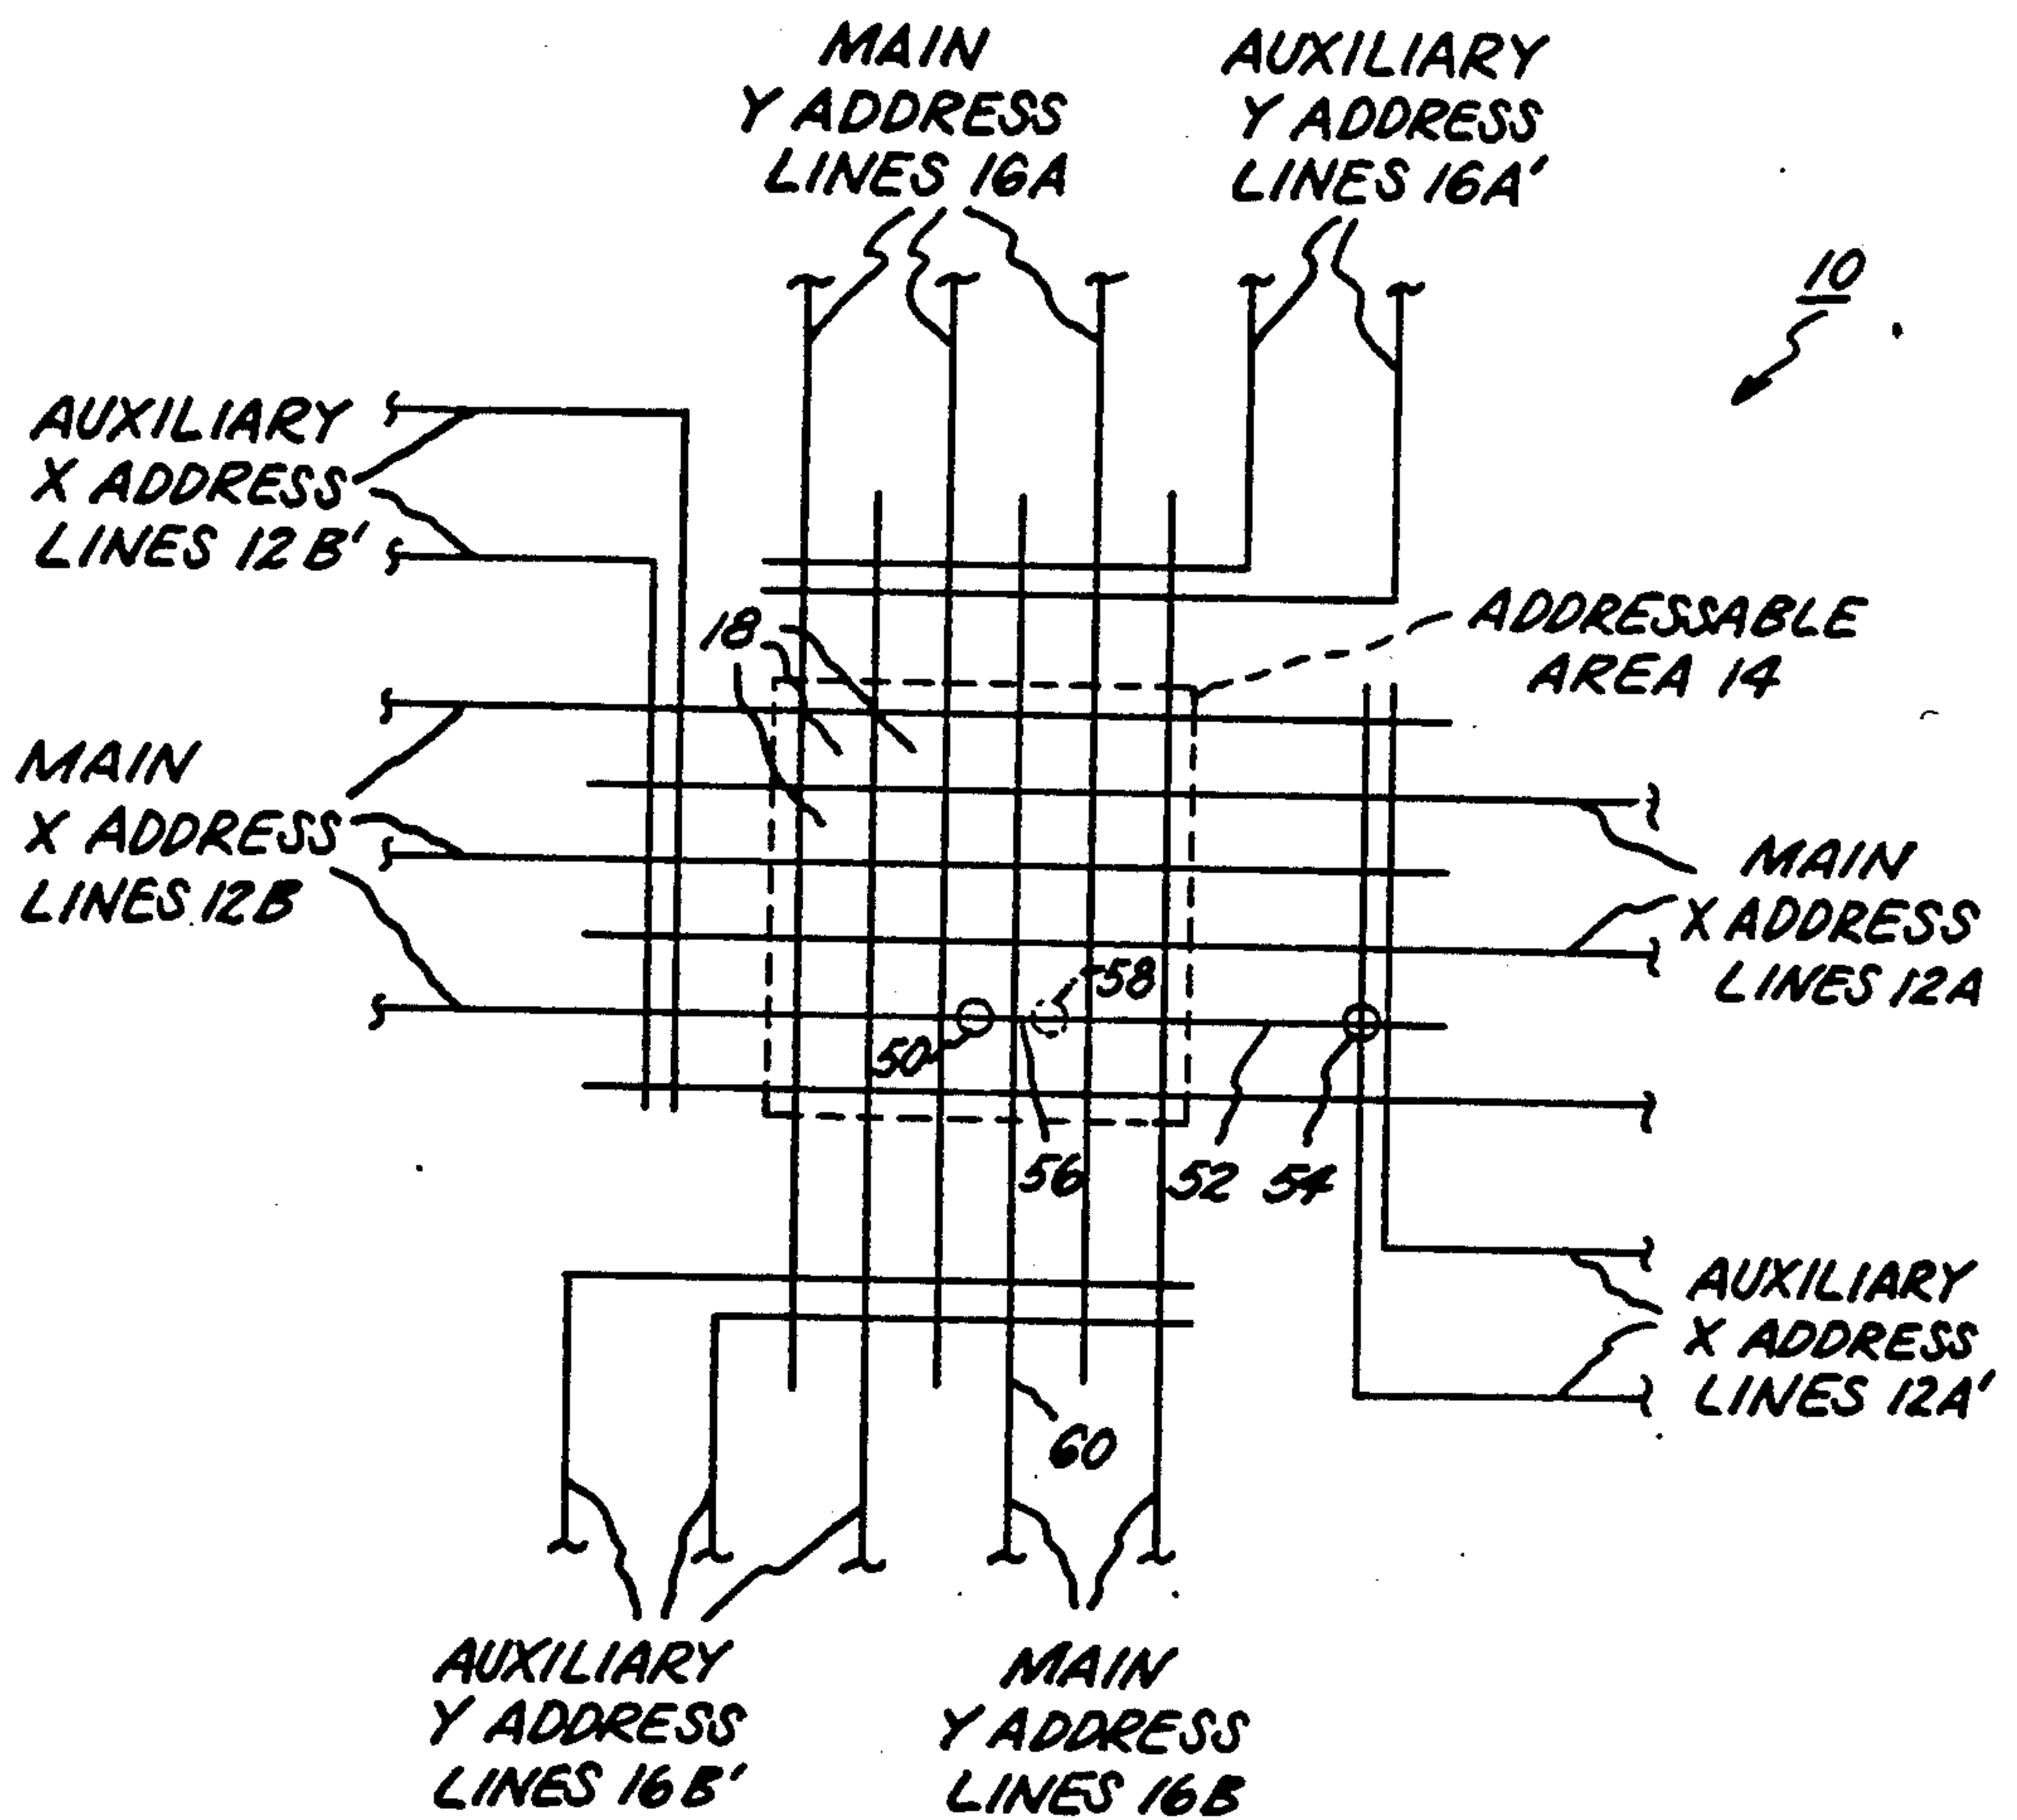 MAIN
Y ADDRESS
LINES 16A
AUXILIARY
Y ADDRESS
LINES 16A'
10
AUXILIARY
X ADDRESS
LINES 12B'
18
ADDRESSABLE
AREA 14
MAIN
X ADDRESS
LINES 12B
MAIN
X ADDRESS
LINES 12A
58
50
56
52
54
AUXILIARY
X ADDRESS
LINES 12A'
60
AUXILIARY
Y ADDRESS
LINES 16B'
MAIN
Y ADDRESS
LINES 16B